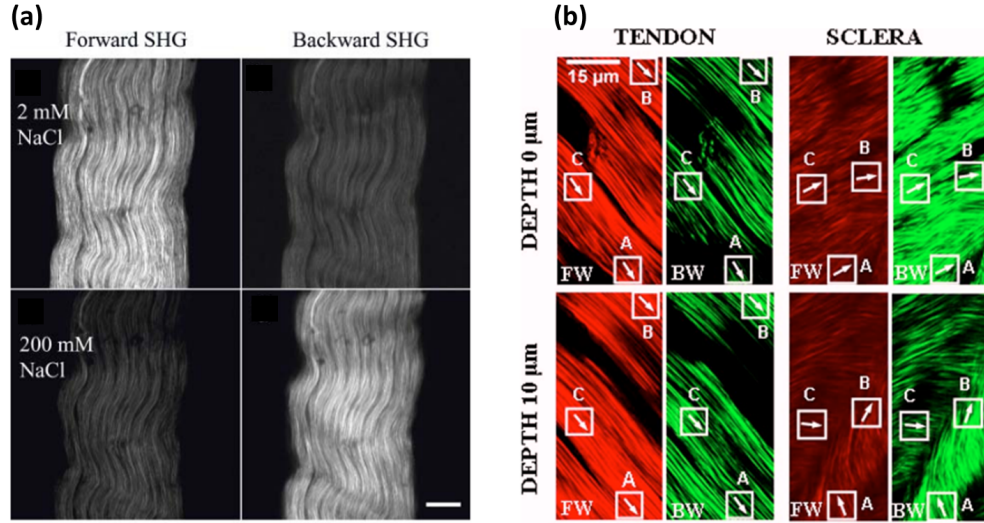 (a)
Forward SHG
Backward SHG
2 mM
NaCl
200 mM
NaCl
(b)
TENDON
SCLERA
DEPTH 0 μm
15 μm
B
C
A
FW
B
C
A
BW
B
C
A
FW
B
C
A
BW
DEPTH 10 μm
B
C
A
FW
B
C
A
BW
B
C
A
FW
B
C
A
BW